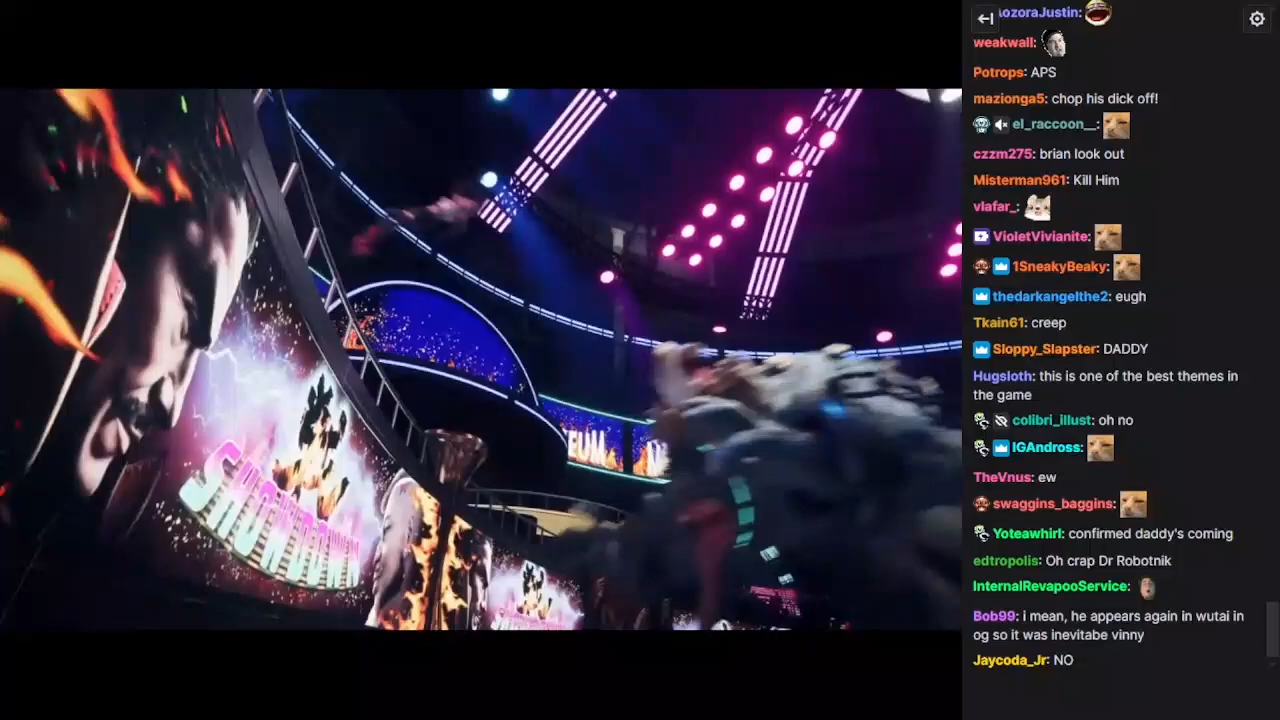 AozoraJustin:
weakwall:
Potrops: APS
mazionga5: chop his dick off!
el_raccoon__:
czzm275: brian look out
Misterman961: Kill Him
vlafar_:
VioletVivianite:
1SneakyBeaky:
thedarkangelthe2: eugh
Tkain61: creep
Sloppy_Slapster: DADDY
Hugsloth: this is one of the best themes in
the game
colibri_illust: oh no
IGAndross:
TheVnus: ew
swaggins_baggins:
Yoteawhirl: confirmed daddy's coming
edtropolis: Oh crap Dr Robotnik
InternalRevapooService:
Bob99: i mean, he appears again in wutai in
og so it was inevitabe vinny
Jaycoda_Jr: NO
EUM
SHOWDOWN